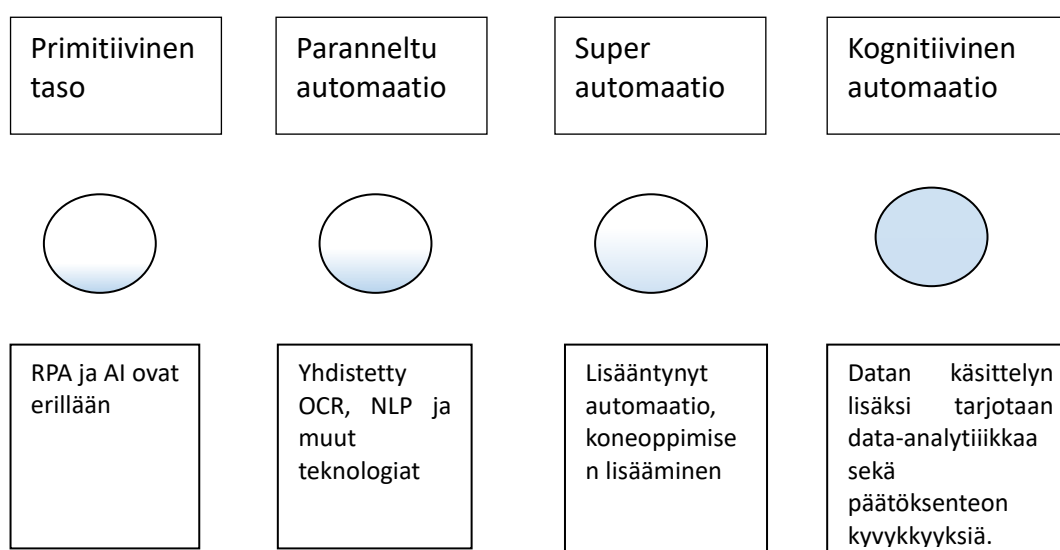 Primitiivinen
taso
Paranneltu
automaatio
Super
automaatio
Kognitiivinen
automaatio
RPA ja AI ovat
erillään
Yhdistetty
OCR, NLP ja
muut
teknologiat
Lisääntynyt
automaatio,
koneoppimise
n lisääminen
Datan käsittelyn
lisäksi tarjotaan
data-analytiiikkaa
sekä
päätöksenteon
kyvykkyyksiä.